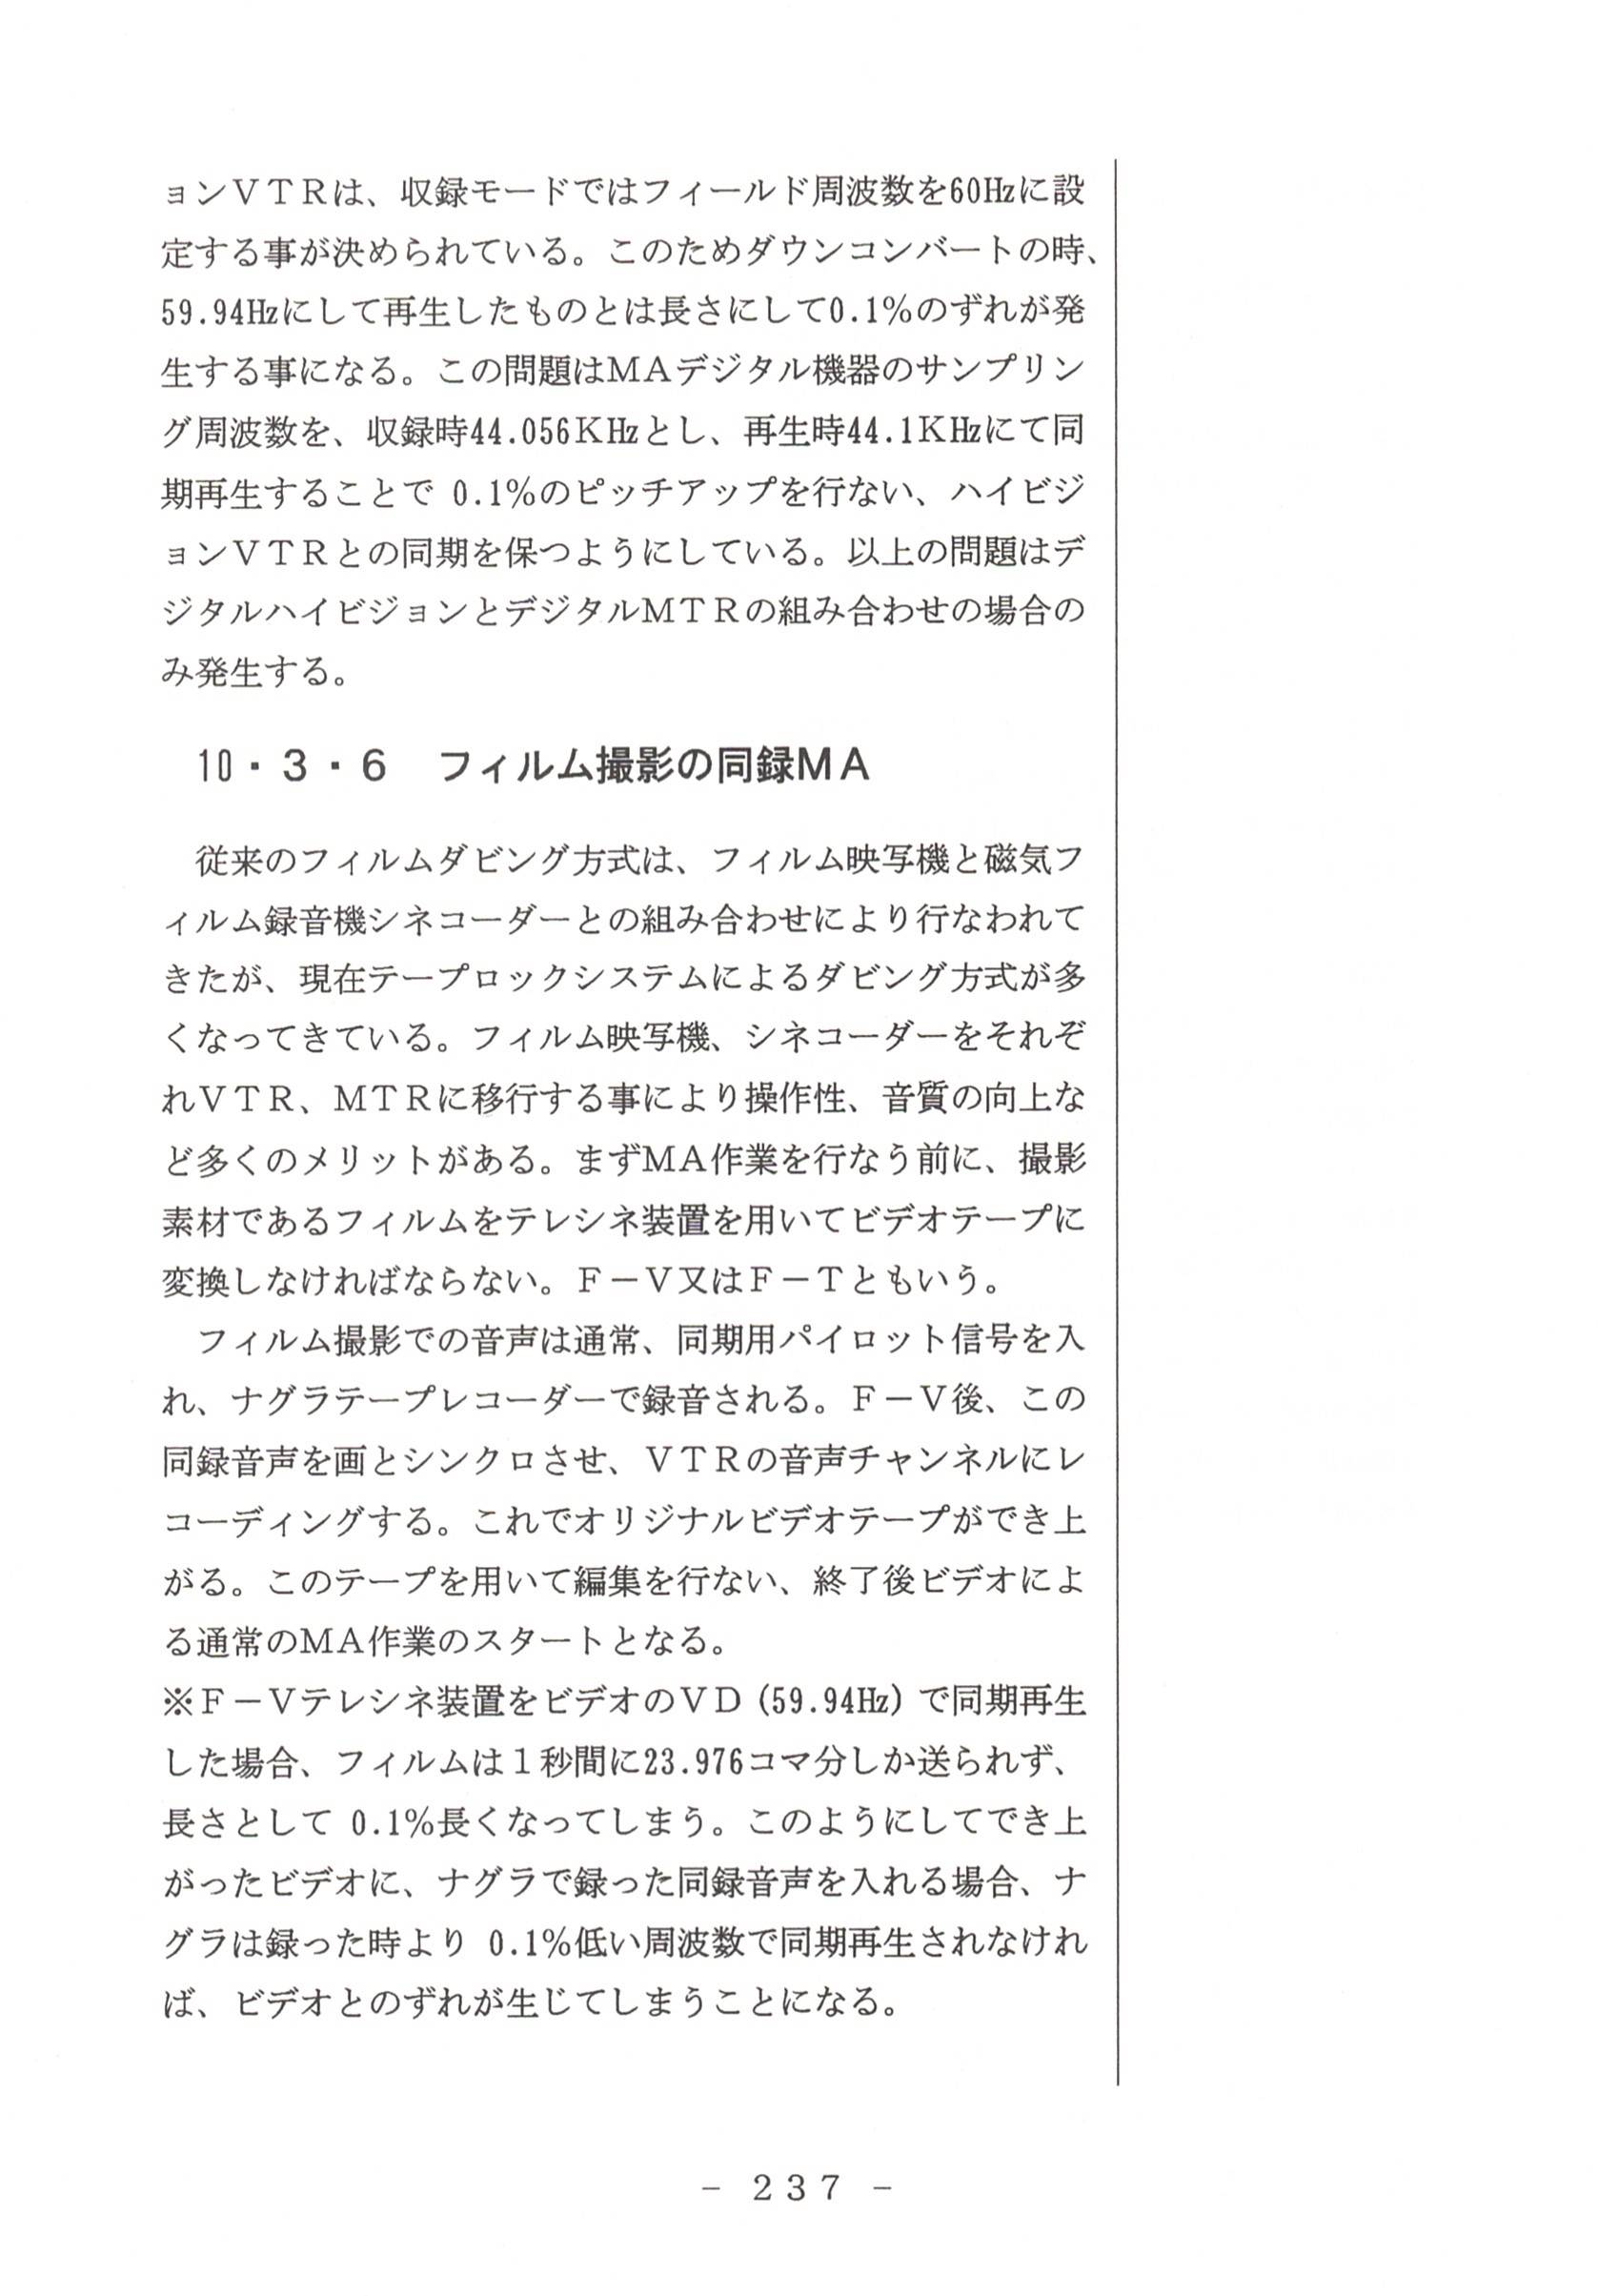 ョンＶＴＲは、収録モードではフィールド周波数を60Hzに設
定する事が決められている。このためダウンコンバートの時、
59.94Hzにして再生したものとは長さにして0.1%のずれが発
生する事になる。この問題はＭＡデジタル機器のサンプリン
グ周波数を、収録時44.056ＫHzとし、再生時44.1ＫHzにて同
期再生することで 0.1%のピッチアップを行ない、ハイビジ
ョンＶＴＲとの同期を保つようにしている。以上の問題はデ
ジタルハイビジョンとデジタルＭＴＲの組み合わせの場合の
み発生する。
10・3・6　フィルム撮影の同録ＭＡ
従来のフィルムダビング方式は、フィルム映写機と磁気フ
ィルム録音機シネコーダーとの組み合わせにより行なわれて
きたが、現在テープロックシステムによるダビング方式が多
くなってきている。フィルム映写機、シネコーダーをそれぞ
れＶＴＲ、ＭＴＲに移行する事により操作性、音質の向上な
ど多くのメリットがある。まずＭＡ作業を行なう前に、撮影
素材であるフィルムをテレシネ装置を用いてビデオテープに
変換しなければならない。Ｆ－Ｖ又はＦ－Ｔともいう。
フィルム撮影での音声は通常、同期用パイロット信号を入
れ、ナグラテープレコーダーで録音される。Ｆ－Ｖ後、この
同録音声を画とシンクロさせ、ＶＴＲの音声チャンネルにレ
コーディングする。これでオリジナルビデオテープができ上
がる。このテープを用いて編集を行ない、終了後ビデオによ
る通常のＭＡ作業のスタートとなる。
※Ｆ－Ｖテレシネ装置をビデオのＶＤ（59.94Hz）で同期再生
した場合、フィルムは１秒間に23.976コマ分しか送られず、
長さとして 0.1%長くなってしまう。このようにしてでき上
がったビデオに、ナグラで録った同録音声を入れる場合、ナ
グラは録った時より 0.1%低い周波数で同期再生されなけれ
ば、ビデオとのずれが生じてしまうことになる。
－ 237 －